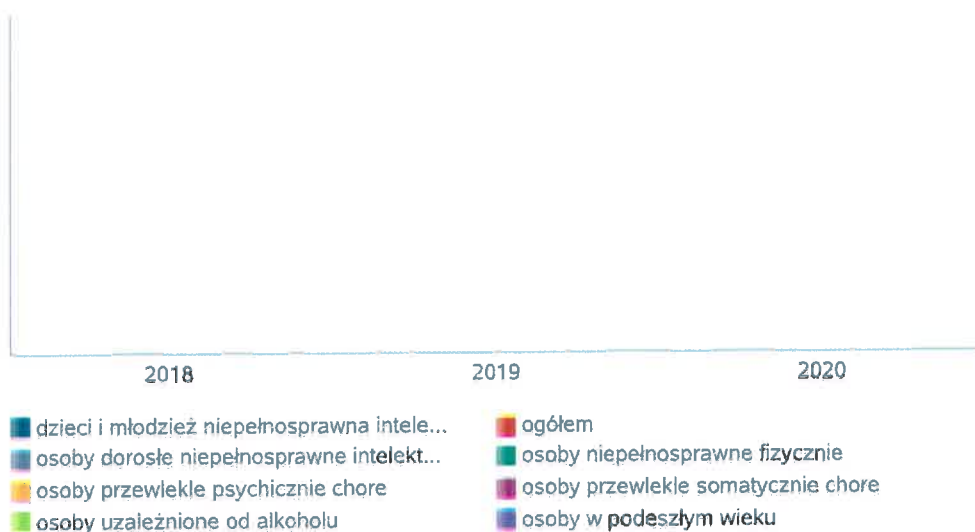 2018 2019 2020
dzieci i młodzież niepełnosprawna intele...
osoby dorosłe niepełnosprawne intelekt...
osoby przewlekle psychicznie chore
osoby uzależnione od alkoholu
ogółem
osoby niepełnosprawne fizycznie
osoby przewlekle somatycznie chore
osoby w podeszłym wieku